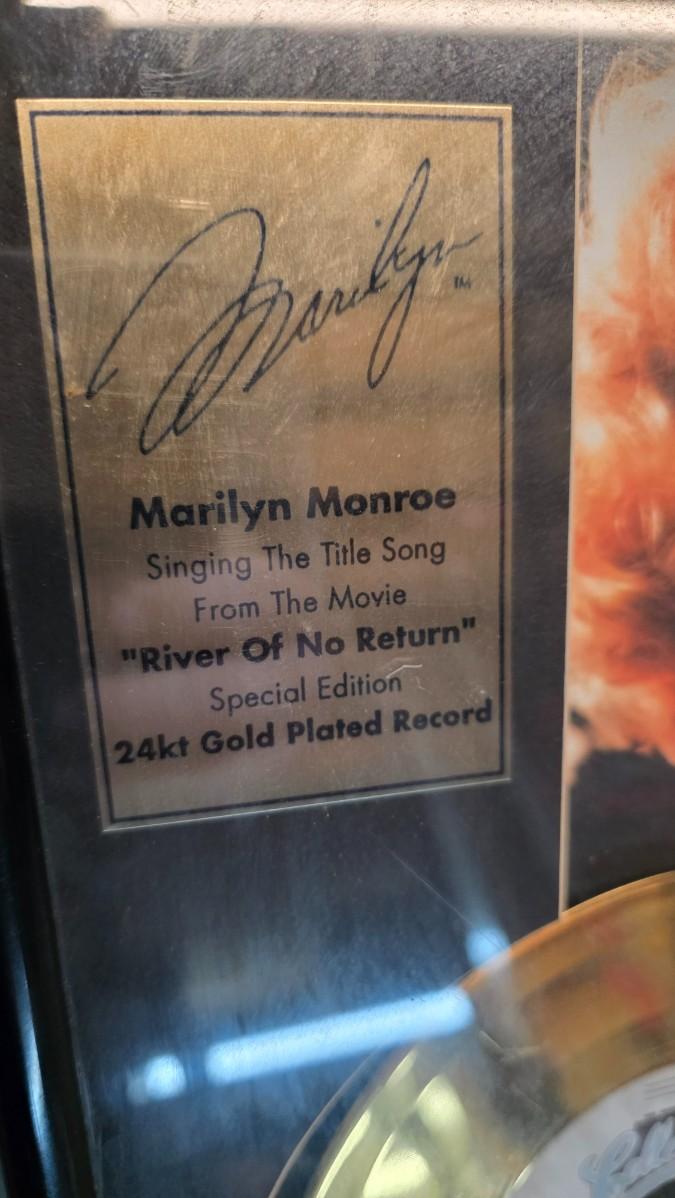 Marilyn™
Marilyn Monroe
Singing The Title Song
From The Movie
"River Of No Return"
Special Edition
24kt Gold Plated Record